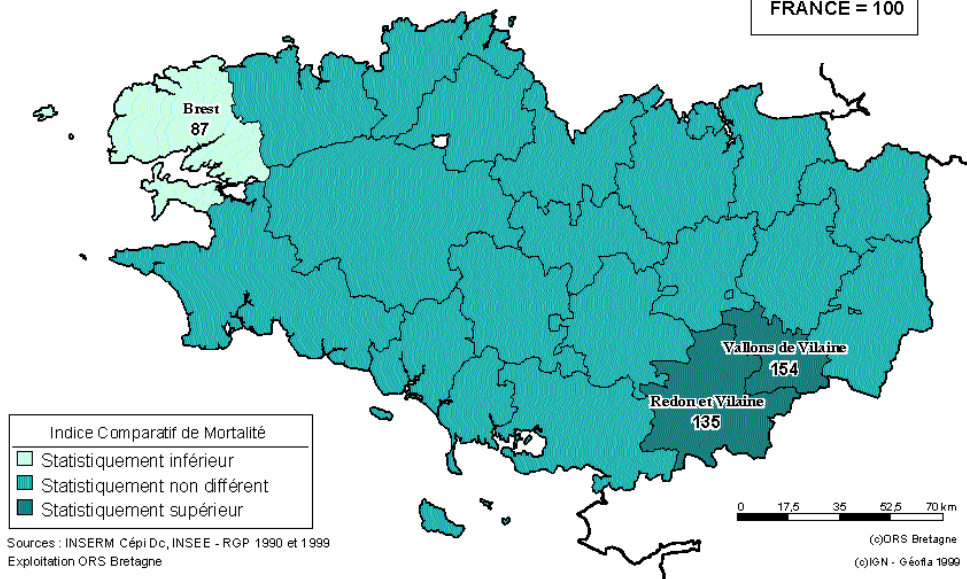 FRANCE = 100
Brest
87
Vallons de Vilaine
154
Redon et Vilaine
135
Indice Comparatif de Mortalité
Statistiquement inférieur
Statistiquement non différent
Statistiquement supérieur
Sources : INSERM Cépi Dc, INSEE - RGP 1990 et 1999
Exploitation ORS Bretagne
0 17,5 35 52,5 70 km
(c)ORS Bretagne
(c)IGN - Géofla 1999